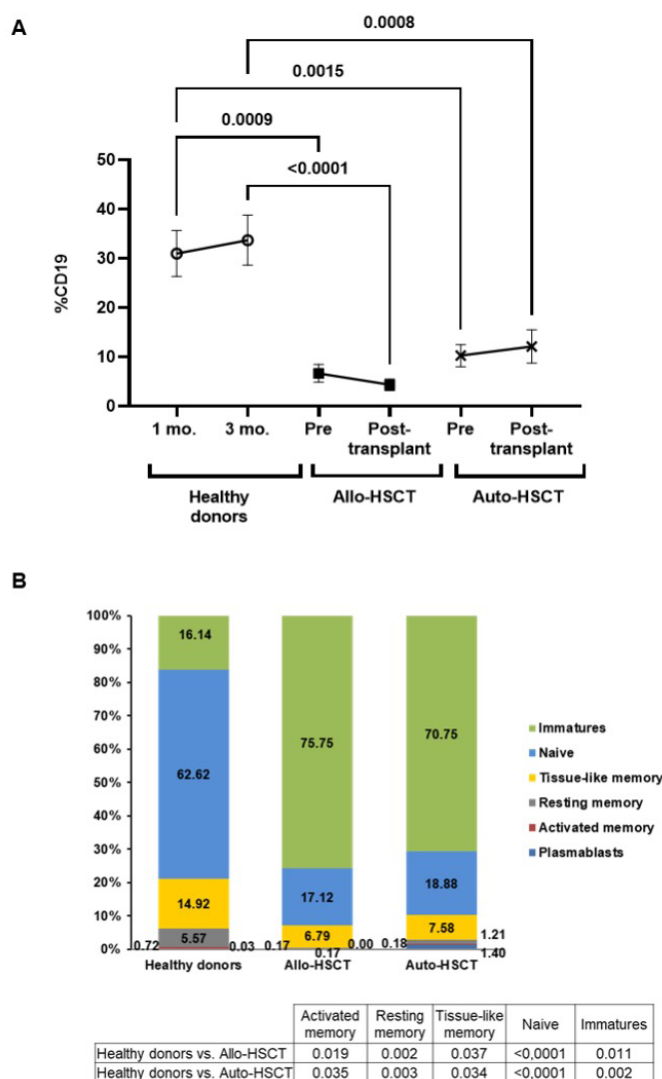 A
0.0008
0.0015
0.0009
<0.0001
50
40
30
20
10
0
%CD19
1 mo. 3 mo. Pre Post-transplant Pre Post-transplant
Healthy donors Allo-HSCT Auto-HSCT
B
100%
90%
80%
70%
60%
50%
40%
30%
20%
10%
0%
16.14 75.75 70.75
62.62 17.12 18.88
14.92 6.79 7.58
5.57 1.21
0.72 0.03 0.17 0.17 0.00 0.18 1.40
Healthy donors Allo-HSCT Auto-HSCT
Immatures
Naive
Tissue-like memory
Resting memory
Activated memory
Plasmablasts
Activated memory Resting memory Tissue-like memory Naive Immatures
Healthy donors vs. Allo-HSCT 0.019 0.002 0.037 <0,0001 0.011
Healthy donors vs. Auto-HSCT 0.035 0.003 0.034 <0,0001 0.002